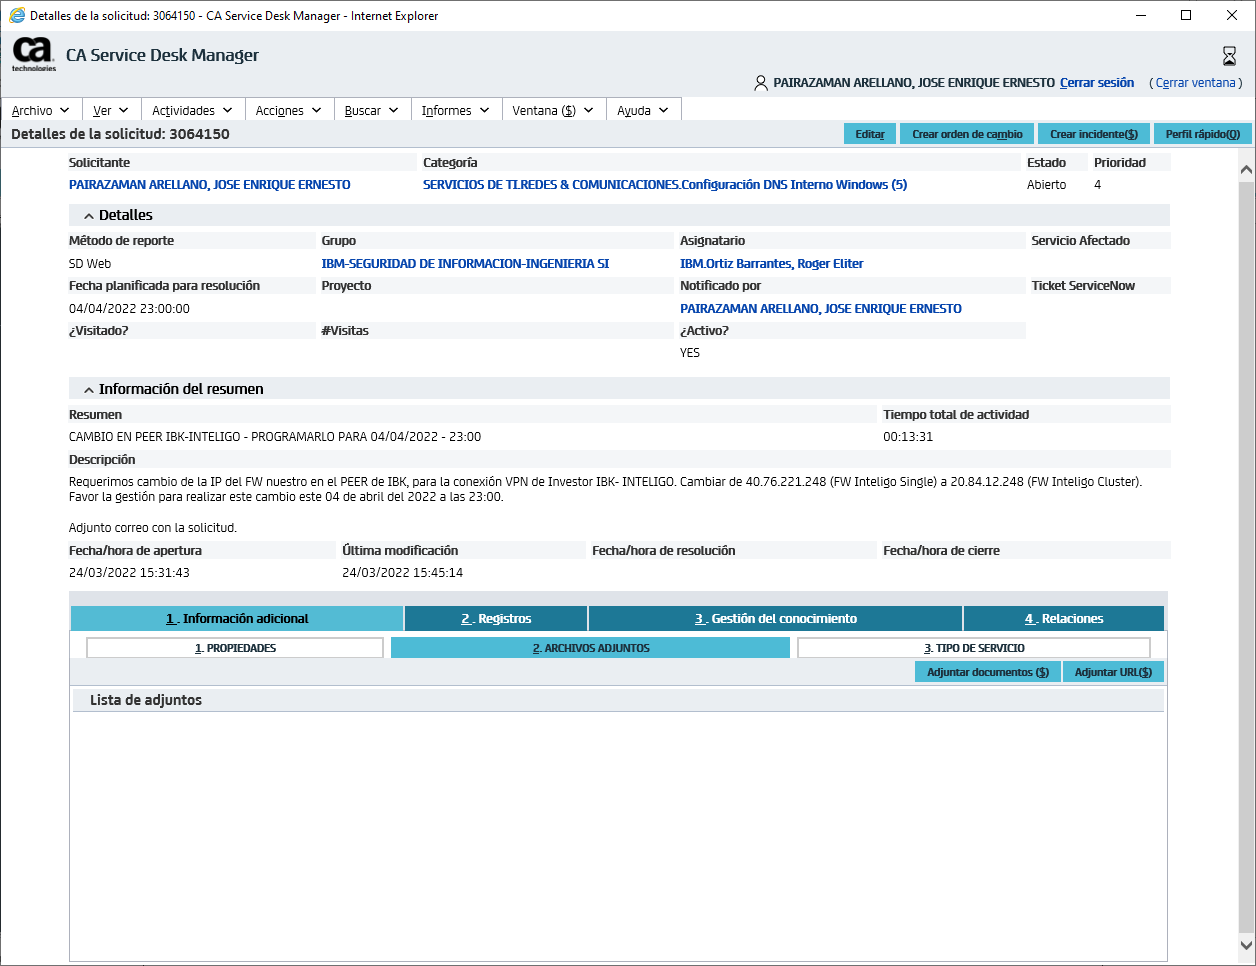 Detalles de la solicitud: 3064150 - CA Service Desk Manager - Internet Explorer
ca technologies
CA Service Desk Manager
PAIRAZAMAN ARELLANO, JOSE ENRIQUE ERNESTO Cerrar sesión ( Cerrar ventana )
Archivo Ver Actividades Acciones Buscar Informes Ventana ($) Ayuda
Detalles de la solicitud: 3064150 Editar Crear orden de cambio Crear incidente($) Perfil rápido(Q)
Solicitante Categoría Estado Prioridad
PAIRAZAMAN ARELLANO, JOSE ENRIQUE ERNESTO SERVICIOS DE TI.REDES & COMUNICACIONES.Configuración DNS Interno Windows (5) Abierto 4
Detalles
Método de reporte Grupo Asignatario Servicio Afectado
SD Web IBM-SEGURIDAD DE INFORMACION-INGENIERIA SI IBM.Ortiz Barrantes, Roger Eliter
Fecha planificada para resolución Proyecto Notificado por Ticket ServiceNow
04/04/2022 23:00:00 PAIRAZAMAN ARELLANO, JOSE ENRIQUE ERNESTO
¿Visitado? #Visitas ¿Activo?
YES
Información del resumen
Resumen Tiempo total de actividad
CAMBIO EN PEER IBK-INTELIGO - PROGRAMARLO PARA 04/04/2022 - 23:00 00:13:31
Descripción
Requerimos cambio de la IP del FW nuestro en el PEER de IBK, para la conexión VPN de Investor IBK- INTELIGO. Cambiar de 40.76.221.248 (FW Inteligo Single) a 20.84.12.248 (FW Inteligo Cluster).
Favor la gestión para realizar este cambio este 04 de abril del 2022 a las 23:00.
Adjunto correo con la solicitud.
Fecha/hora de apertura Última modificación Fecha/hora de resolución Fecha/hora de cierre
24/03/2022 15:31:43 24/03/2022 15:45:14
1 . Información adicional 2 . Registros 3 . Gestión del conocimiento 4 . Relaciones
1. PROPIEDADES 2. ARCHIVOS ADJUNTOS 3. TIPO DE SERVICIO
Adjuntar documentos ($) Adjuntar URL($)
Lista de adjuntos